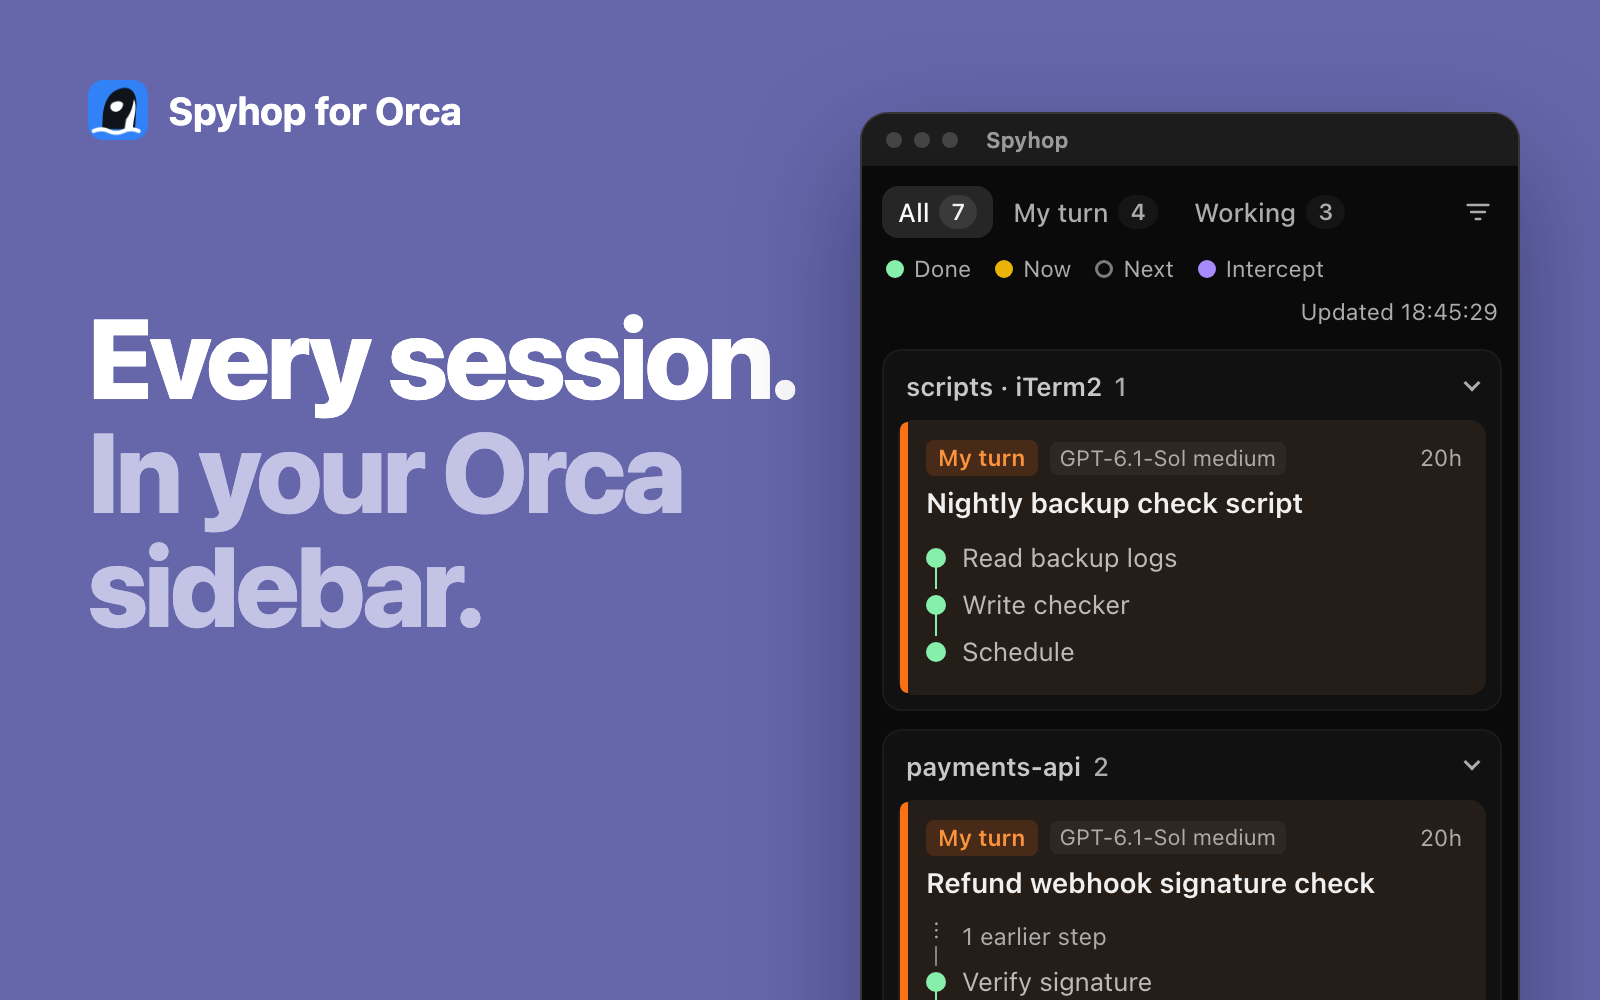 Spyhop for Orca
Every session.
In your Orca
sidebar.
Spyhop
All 7 My turn 4 Working 3
Done Now Next Intercept
Updated 18:45:29
scripts · iTerm2 1
My turn GPT-6.1-Sol medium 20h
Nightly backup check script
Read backup logs
Write checker
Schedule
payments-api 2
My turn GPT-6.1-Sol medium 20h
Refund webhook signature check
1 earlier step
Verify signature